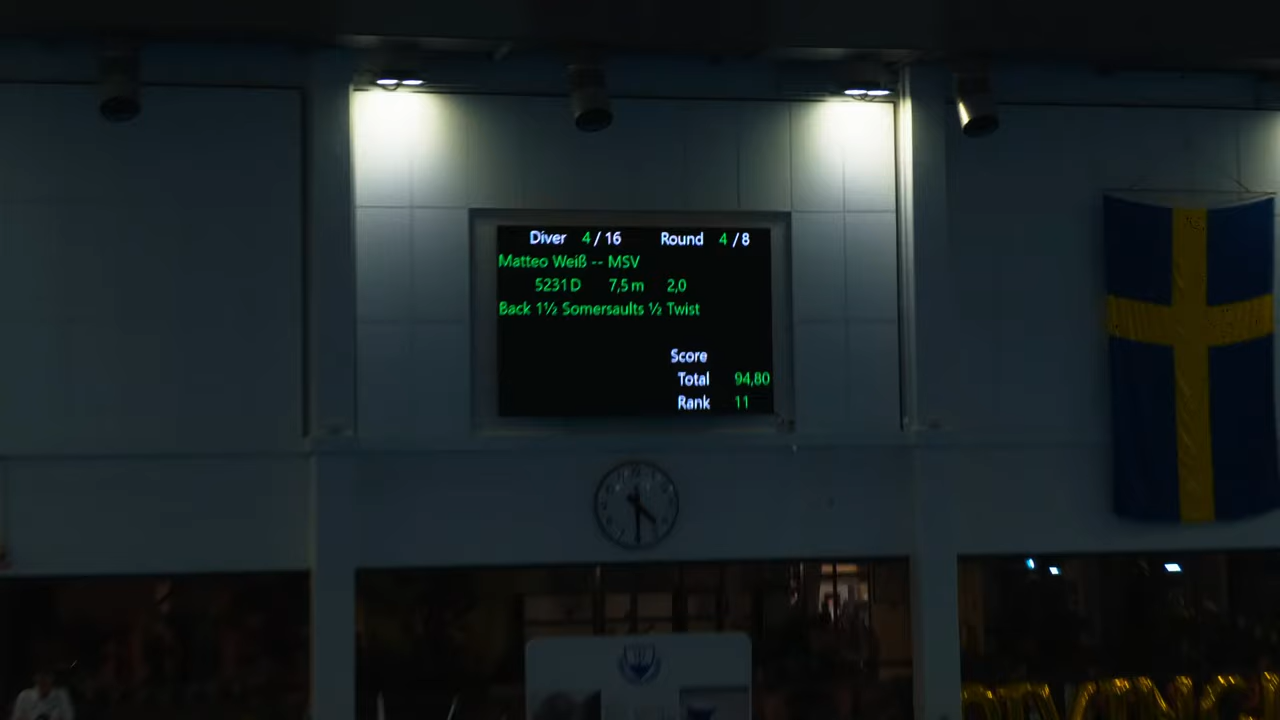 Diver 4 / 16 Round 4 / 8
Matteo Weiß -- MSV
5231D 7,5 m 2,0
Back 1½ Somersaults ½ Twist
Score
Total 94,80
Rank 11